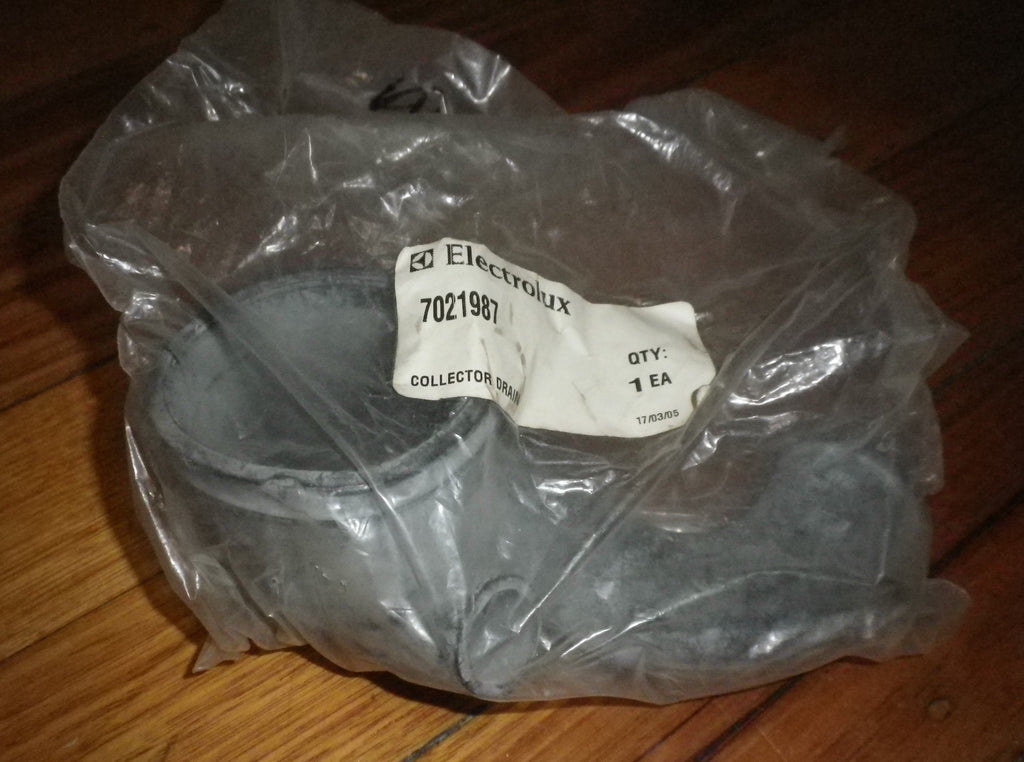 Electrolux
7021987
COLLECTOR DRAIN
QTY:
1 EA
17/03/05